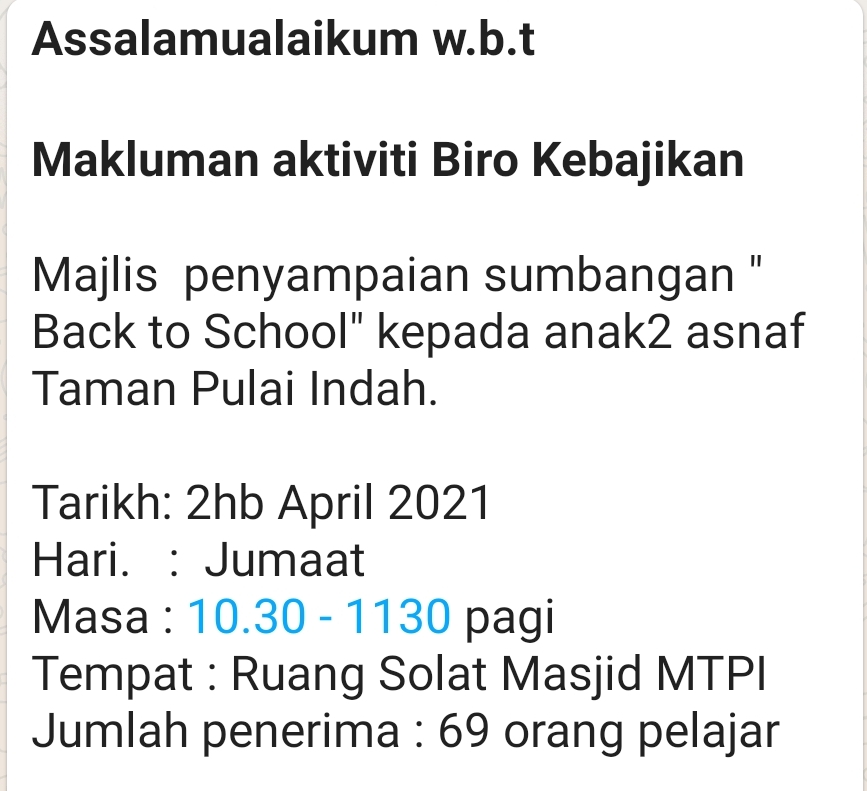 Assalamualaikum w.b.t
Makluman aktiviti Biro Kebajikan
Majlis  penyampaian sumbangan "
Back to School" kepada anak2 asnaf
Taman Pulai Indah.
Tarikh: 2hb April 2021
Hari.   :  Jumaat
Masa : 10.30 - 1130 pagi
Tempat : Ruang Solat Masjid MTPI
Jumlah penerima : 69 orang pelajar